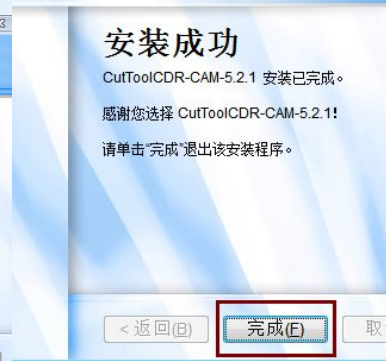 安装成功
CutToolCDR-CAM-5.2.1 安装已完成。
感谢您选择 CutToolCDR-CAM-5.2.1!
请单击“完成”退出该安装程序。
<返回(B) 完成(F) 取